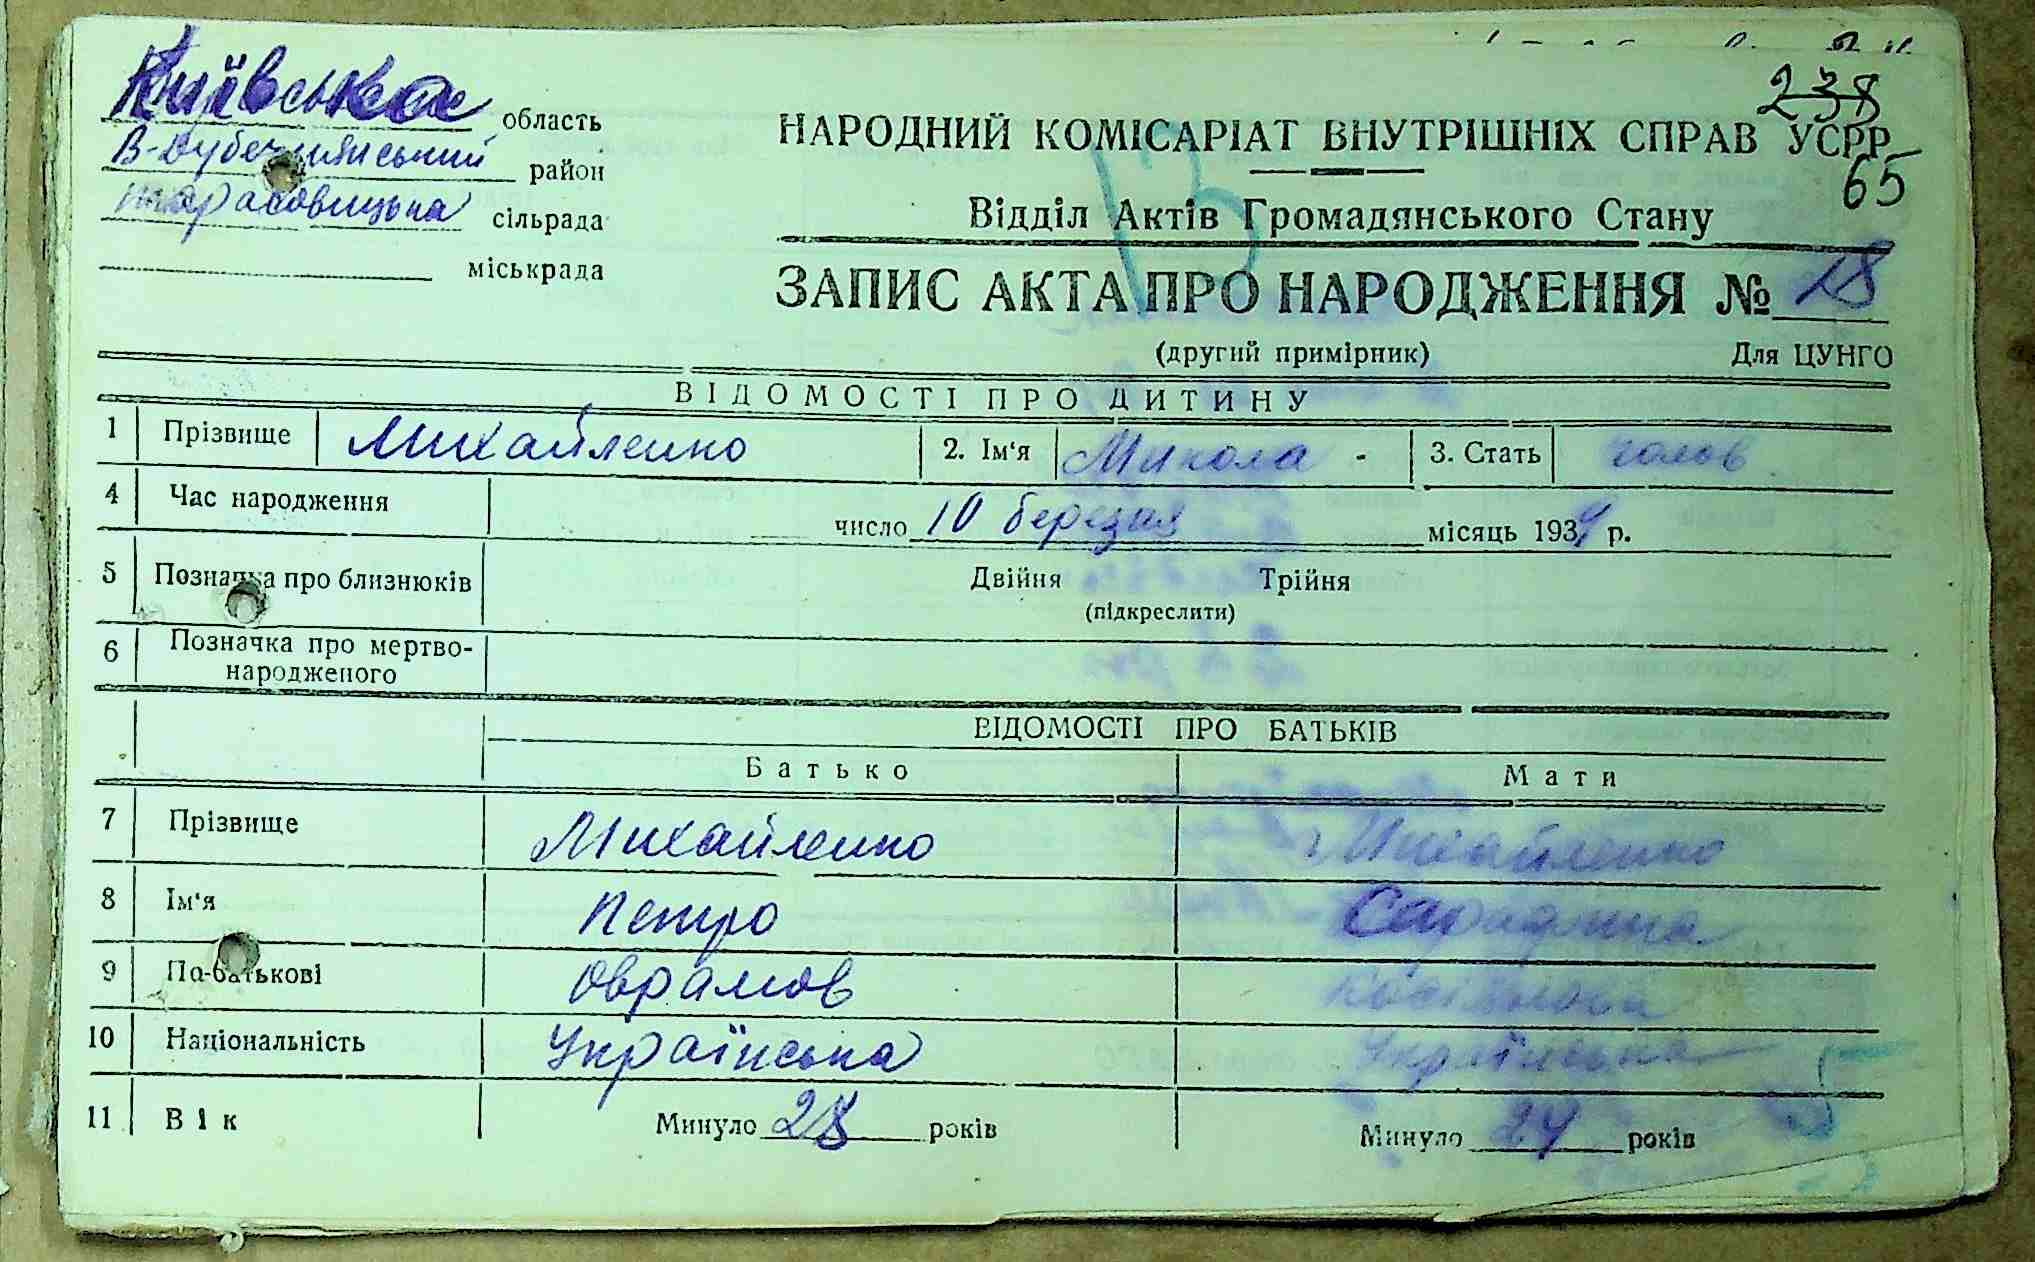 238
65
Київська область
В-Дубечнянський район
тарасовицька сільрада
міськрада
НАРОДНИЙ КОМІСАРІАТ ВНУТРІШНІХ СПРАВ УСРР
Відділ Актів Громадянського Стану
13
ЗАПИС АКТА ПРО НАРОДЖЕННЯ № 18
(другий примірник) Для ЦУНГО
ВІДОМОСТІ ПРО ДИТИНУ
1 Прізвище Михайленко 2. Ім'я Микола - 3. Стать чолов
4 Час народження число 10 березня місяць 1934 р.
5 Позначка про близнюків Двійня Трійня
(підкреслити)
6 Позначка про мертво-
народженого
ВІДОМОСТІ ПРО БАТЬКІВ
Батько Мати
7 Прізвище Михайленко Михайленко
8 Ім'я Петро
9 По-батькові Оврамов
10 Національність Українська Українська
11 Вік Минуло 28 років Минуло 24 років